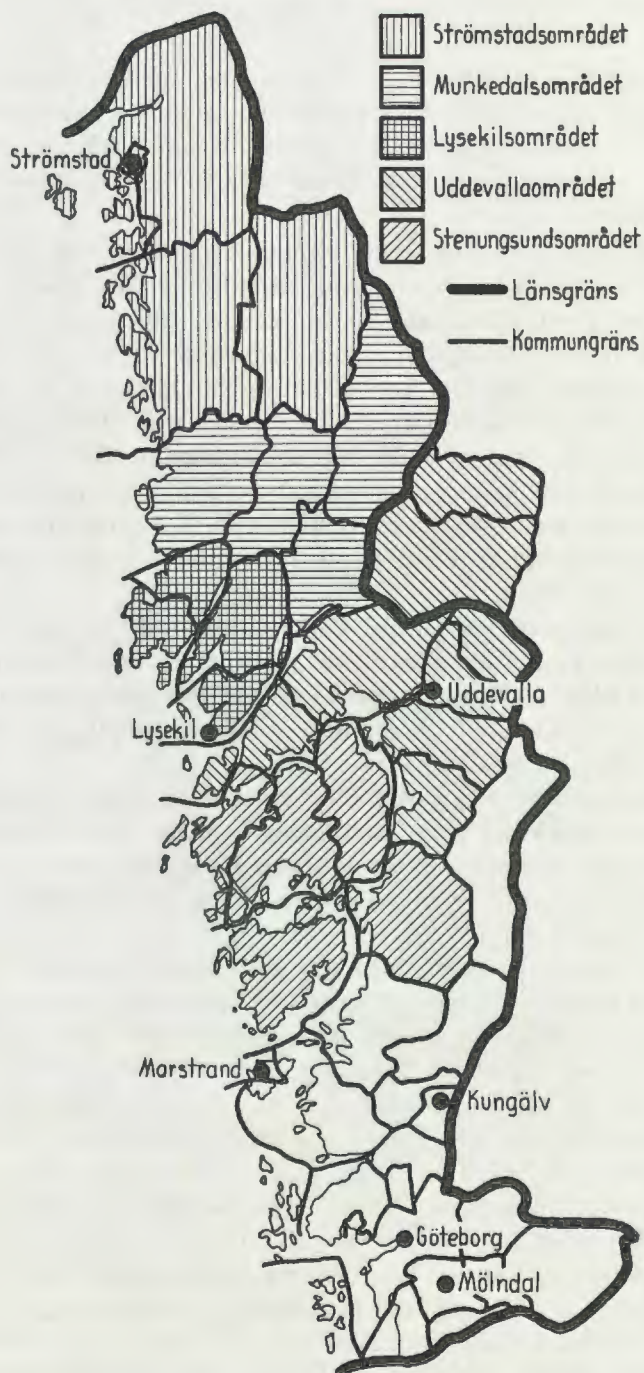 Strömstadsområdet
Munkedalsområdet
Lysekilsområdet
Uddevallaområdet
Stenungsundsområdet
Länsgräns
Kommungräns
Strömstad
Uddevalla
Lysekil
Marstrand
Kungälv
Göteborg
Mölndal